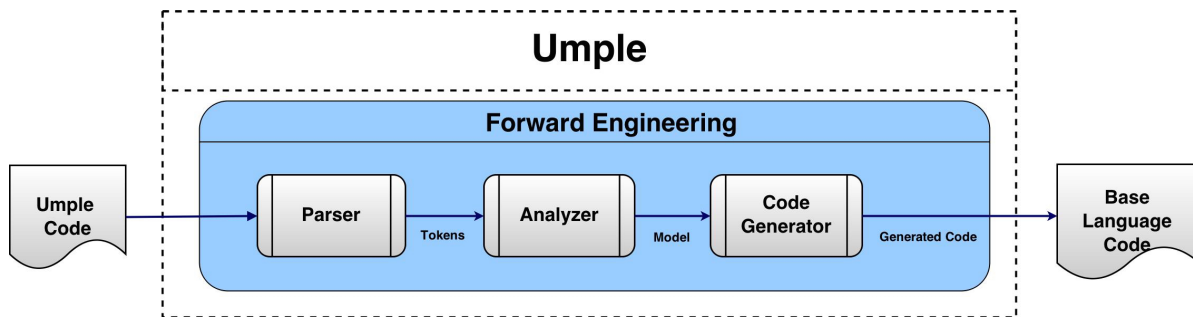 Umple
Forward Engineering
Umple
Code
Parser
Tokens
Analyzer
Model
Code
Generator
Generated Code
Base
Language
Code